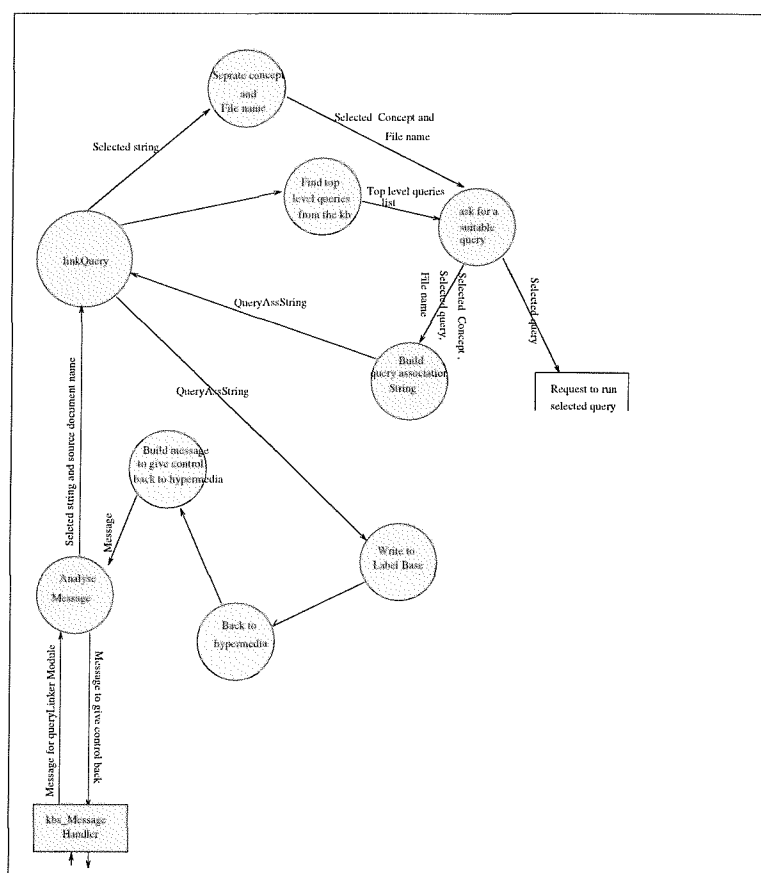 Seprate concept
and
File name
Selected Concept and
File name
Selected string
Find top
level queries
from the kb
Top level queries
list
ask for a
suitable
query
linkQuery
QueryAssString
Selected Concept,
Selected query,
File name
Selected query
Build
query association
String
Request to run
selected query
QueryAssString
Build message
to give control
back to hypermedia
Seleted string and source document name
Message
Write to
Label Base
Analyse
Message
Back to
hypermedia
Message for queryLinker Module
Message to give control back
kbs_Message
Handler